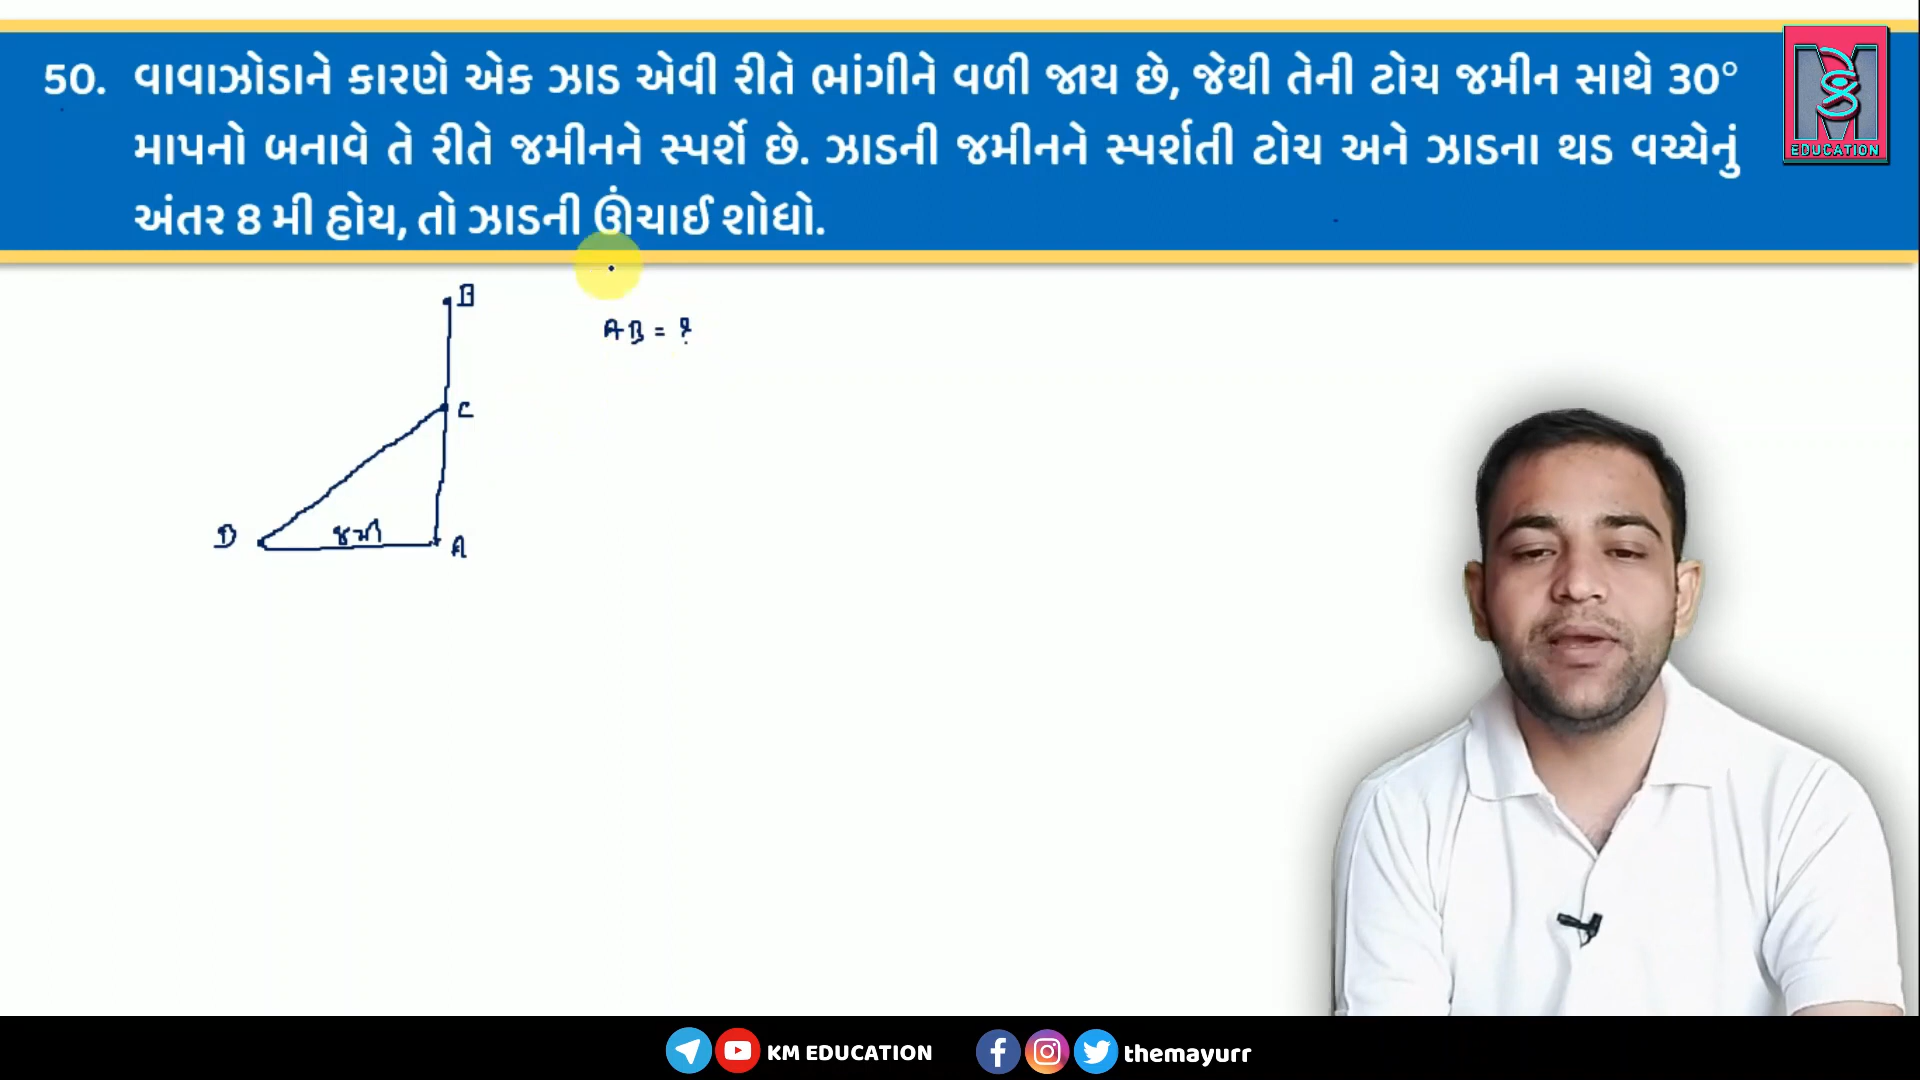 50. વાવાઝોડાને કારણે એક ઝાડ એવી રીતે ભાંગીને વળી જાય છે, જેથી તેની ટોચ જમીન સાથે 30°
માપનો બનાવે તે રીતે જમીનને સ્પર્શે છે. ઝાડની જમીનને સ્પર્શતી ટોચ અને ઝાડના થડ વચ્ચેનું
અંતર 8 મી હોય, તો ઝાડની ઊંચાઈ શોધો.
MS
EDUCATION
B
AB = ?
C
D
8 મી
A
KM EDUCATION
themayurr